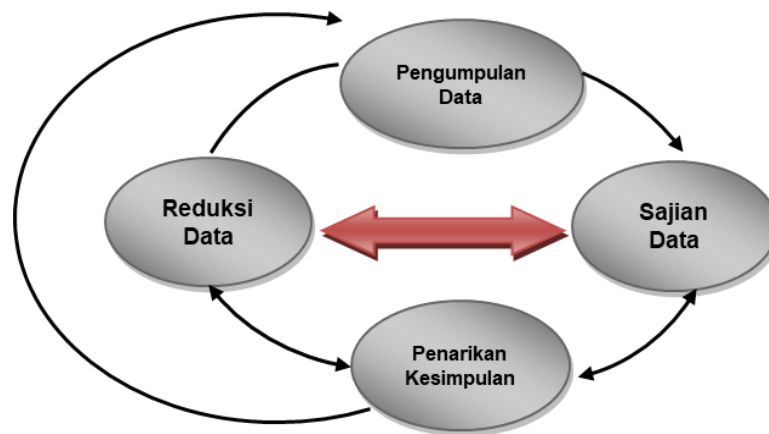 Pengumpulan
Data
Reduksi
Data
Sajian
Data
Penarikan
Kesimpulan